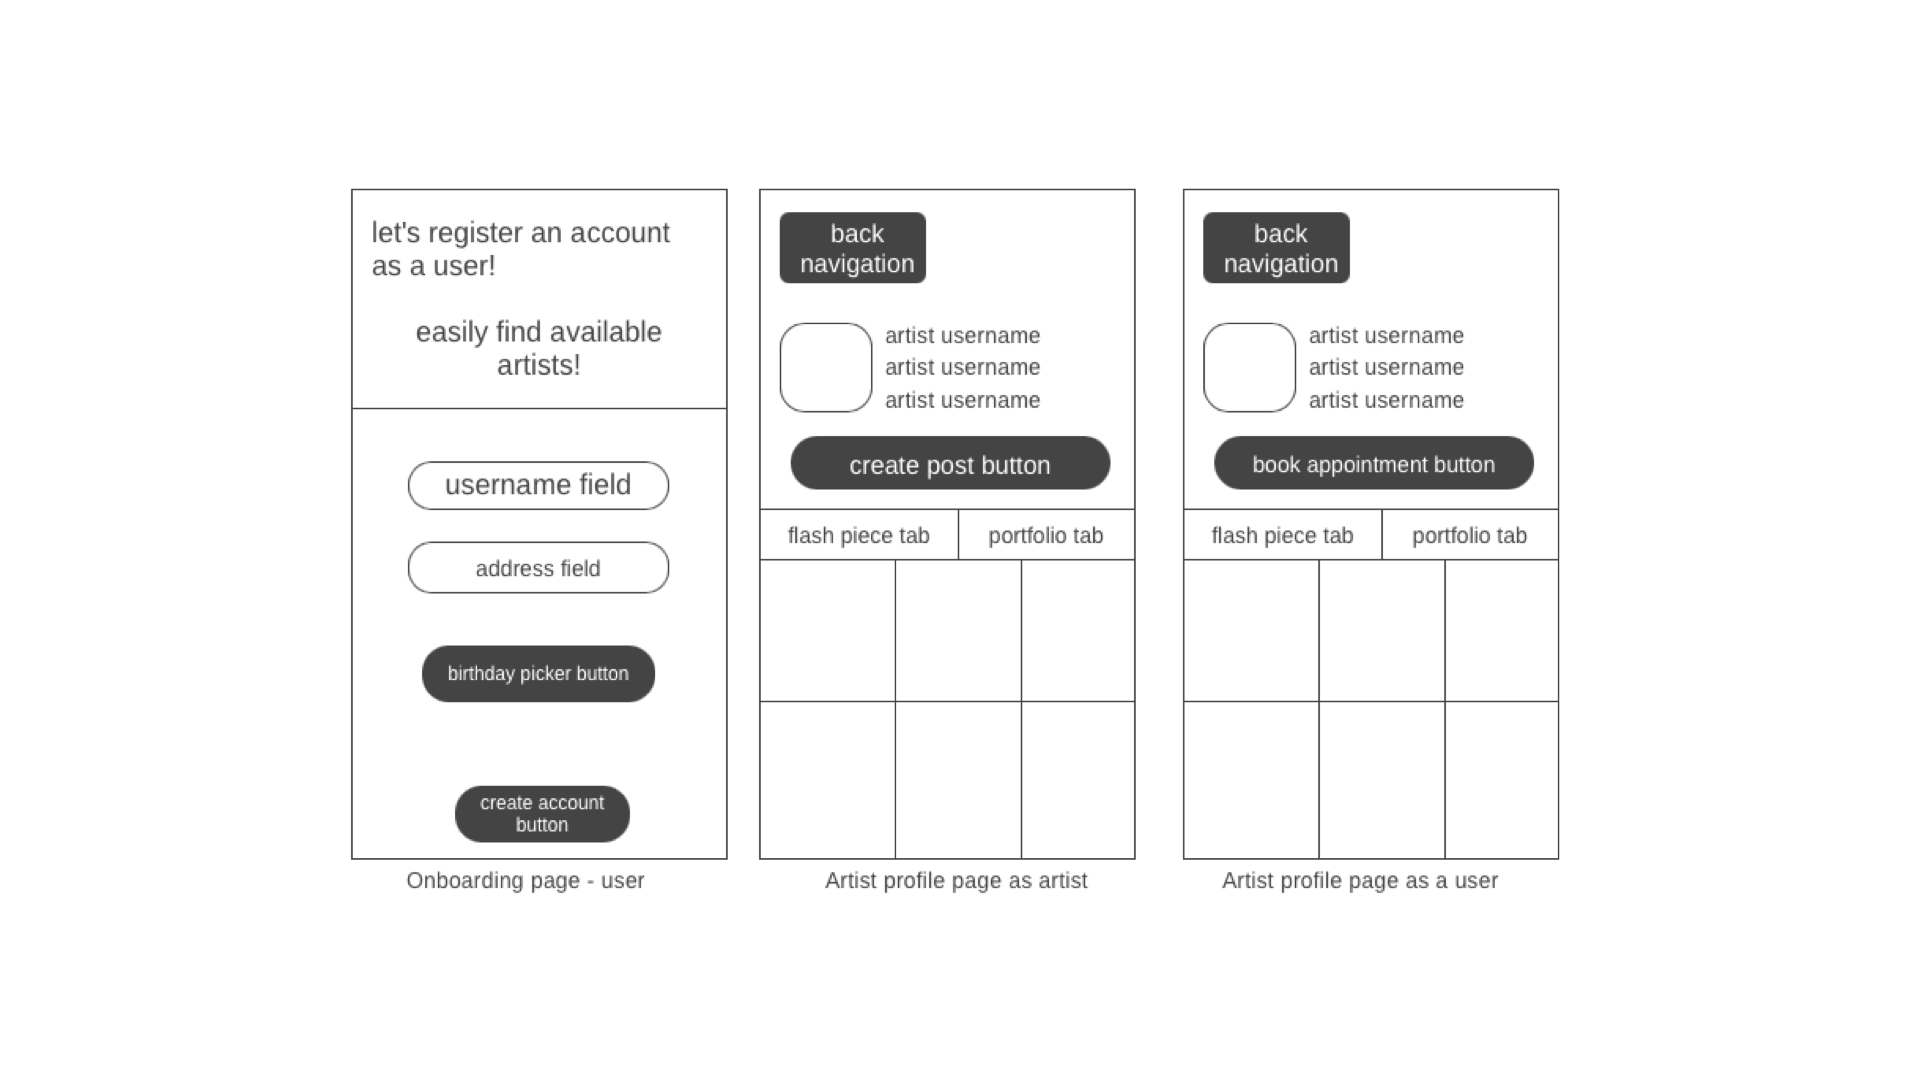 let's register an account
as a user!
easily find available
artists!
username field
address field
birthday picker button
create account
button
Onboarding page - user
back
navigation
artist username
artist username
artist username
create post button
flash piece tab
portfolio tab
Artist profile page as artist
back
navigation
artist username
artist username
artist username
book appointment button
flash piece tab
portfolio tab
Artist profile page as a user